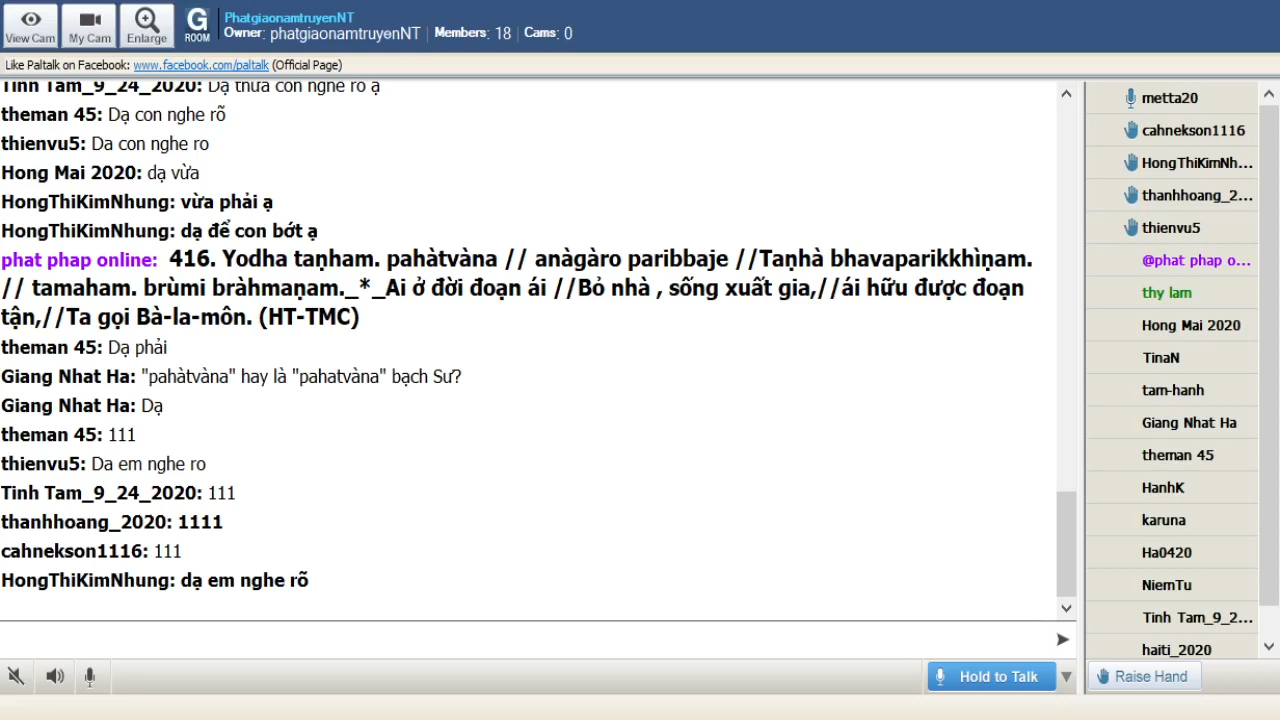 View Cam
My Cam
Enlarge
G
ROOM
PhatgiaonamtruyenNT
Owner: phatgiaonamtruyenNT | Members: 18 | Cams: 0
Like Paltalk on Facebook: www.facebook.com/paltalk (Official Page)
Tinh Tam_9_24_2020: Dạ thưa con nghe rõ ạ
theman 45: Dạ con nghe rõ
thienvu5: Da con nghe ro
Hong Mai 2020: dạ vừa
HongThiKimNhung: vừa phải ạ
HongThiKimNhung: dạ để con bớt ạ
phat phap online: 416. Yodha taṇham. pahàtvàna // anàgàro paribbaje //Taṇhà bhavaparikkhìṇam.
// tamaham. brùmi bràhmaṇam._*_Ai ở đời đoạn ái //Bỏ nhà , sống xuất gia,//ái hữu được đoạn
tận,//Ta gọi Bà-la-môn. (HT-TMC)
theman 45: Dạ phải
Giang Nhat Ha: "pahàtvàna" hay là "pahatvàna" bạch Sư?
Giang Nhat Ha: Dạ
theman 45: 111
thienvu5: Da em nghe ro
Tinh Tam_9_24_2020: 111
thanhhoang_2020: 1111
cahnekson1116: 111
HongThiKimNhung: dạ em nghe rõ
Hold to Talk
metta20
cahnekson1116
HongThiKimNh...
thanhhoang_2...
thienvu5
@phat phap o...
thy lam
Hong Mai 2020
TinaN
tam-hanh
Giang Nhat Ha
theman 45
HanhK
karuna
Ha0420
NiemTu
Tinh Tam_9_2...
haiti_2020
Raise Hand